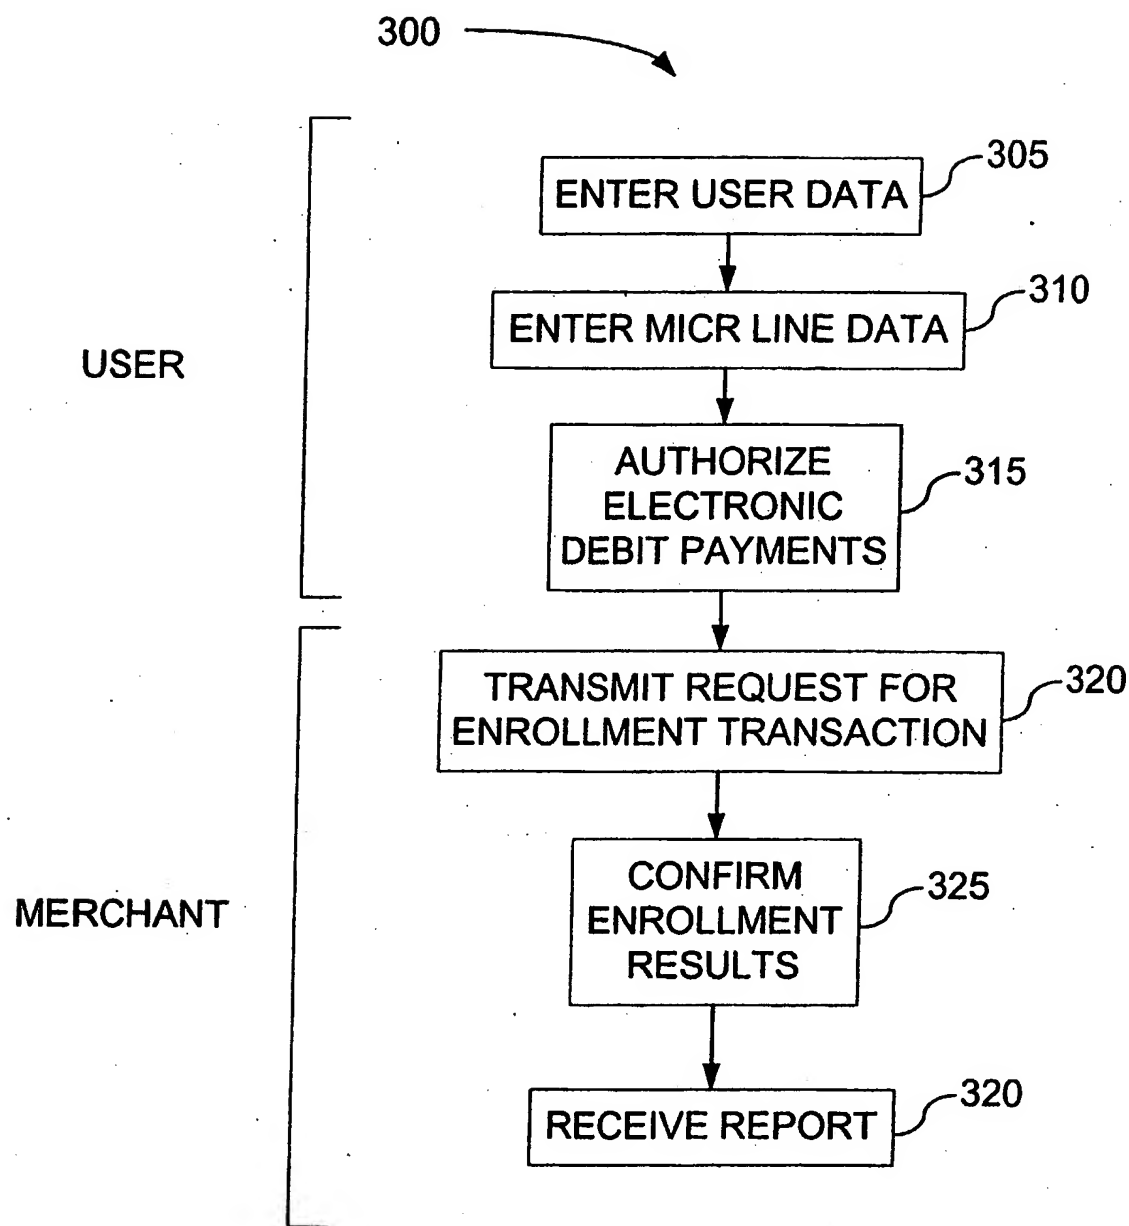 300
305
ENTER USER DATA
310
ENTER MICR LINE DATA
USER
AUTHORIZE
ELECTRONIC
DEBIT PAYMENTS
315
TRANSMIT REQUEST FOR
ENROLLMENT TRANSACTION
320
CONFIRM
ENROLLMENT
RESULTS
325
MERCHANT
RECEIVE REPORT
320